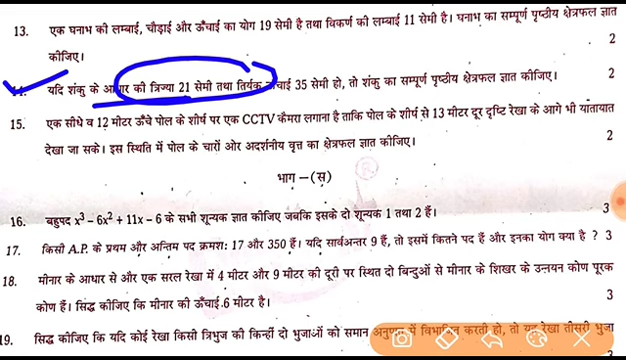 13. एक घनाभ की लम्बाई, चौड़ाई और ऊँचाई का योग 19 सेमी है तथा विकर्ण की लम्बाई 11 सेमी है। घनाभ का सम्पूर्ण पृष्ठीय क्षेत्रफल ज्ञात
कीजिए। 2
यदि शंकु के आधार की त्रिज्या 21 सेमी तथा तिर्यक ऊँचाई 35 सेमी हो, तो शंकु का सम्पूर्ण पृष्ठीय क्षेत्रफल ज्ञात कीजिए। 2
15. एक सीधे व 12 मीटर ऊँचे पोल के शीर्ष पर एक CCTV कैमरा लगाना है ताकि पोल के शीर्ष से 13 मीटर दूर दृष्टि रेखा के आगे भी यातायात
देखा जा सके। इस स्थिति में पोल के चारों ओर अदर्शनीय वृत्त का क्षेत्रफल ज्ञात कीजिए। 2
भाग –(स)
16. बहुपद x³ – 6x² + 11x – 6 के सभी शून्यक ज्ञात कीजिए जबकि इसके दो शून्यक 1 तथा 2 हैं। 3
17. किसी A.P. के प्रथम और अन्तिम पद क्रमशः 17 और 350 हैं। यदि सार्वअन्तर 9 हैं, तो इसमें कितने पद हैं और इनका योग क्या है ? 3
18. मीनार के आधार से और एक सरल रेखा में 4 मीटर और 9 मीटर की दूरी पर स्थित दो बिन्दुओं से मीनार के शिखर के उन्नयन कोण पूरक
कोण हैं। सिद्ध कीजिए कि मीनार की ऊँचाई 6 मीटर है। 3
19. सिद्ध कीजिए कि यदि कोई रेखा किसी त्रिभुज की किन्हीं दो भुजाओं को समान अनुपात में विभाजित करती हो, तो यह रेखा तीसरी भुजा